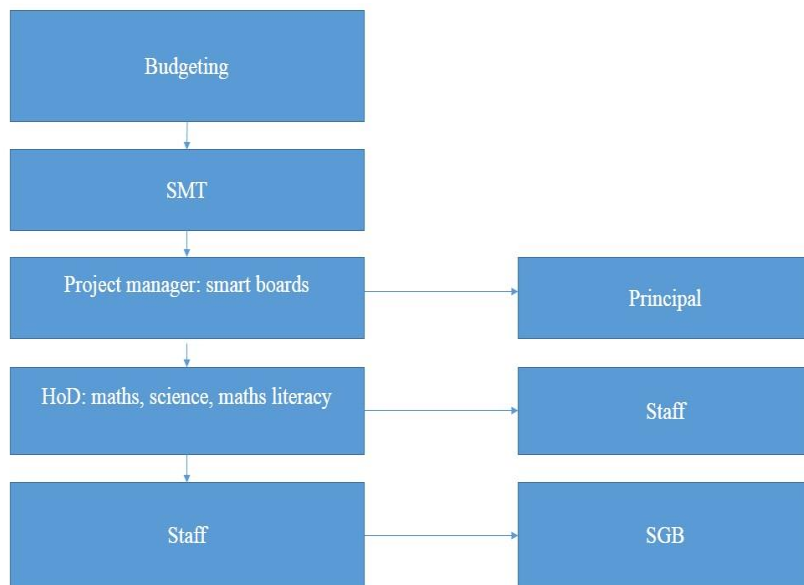 Budgeting
SMT
Project manager: smart boards
Principal
HoD: maths, science, maths literacy
Staff
Staff
SGB